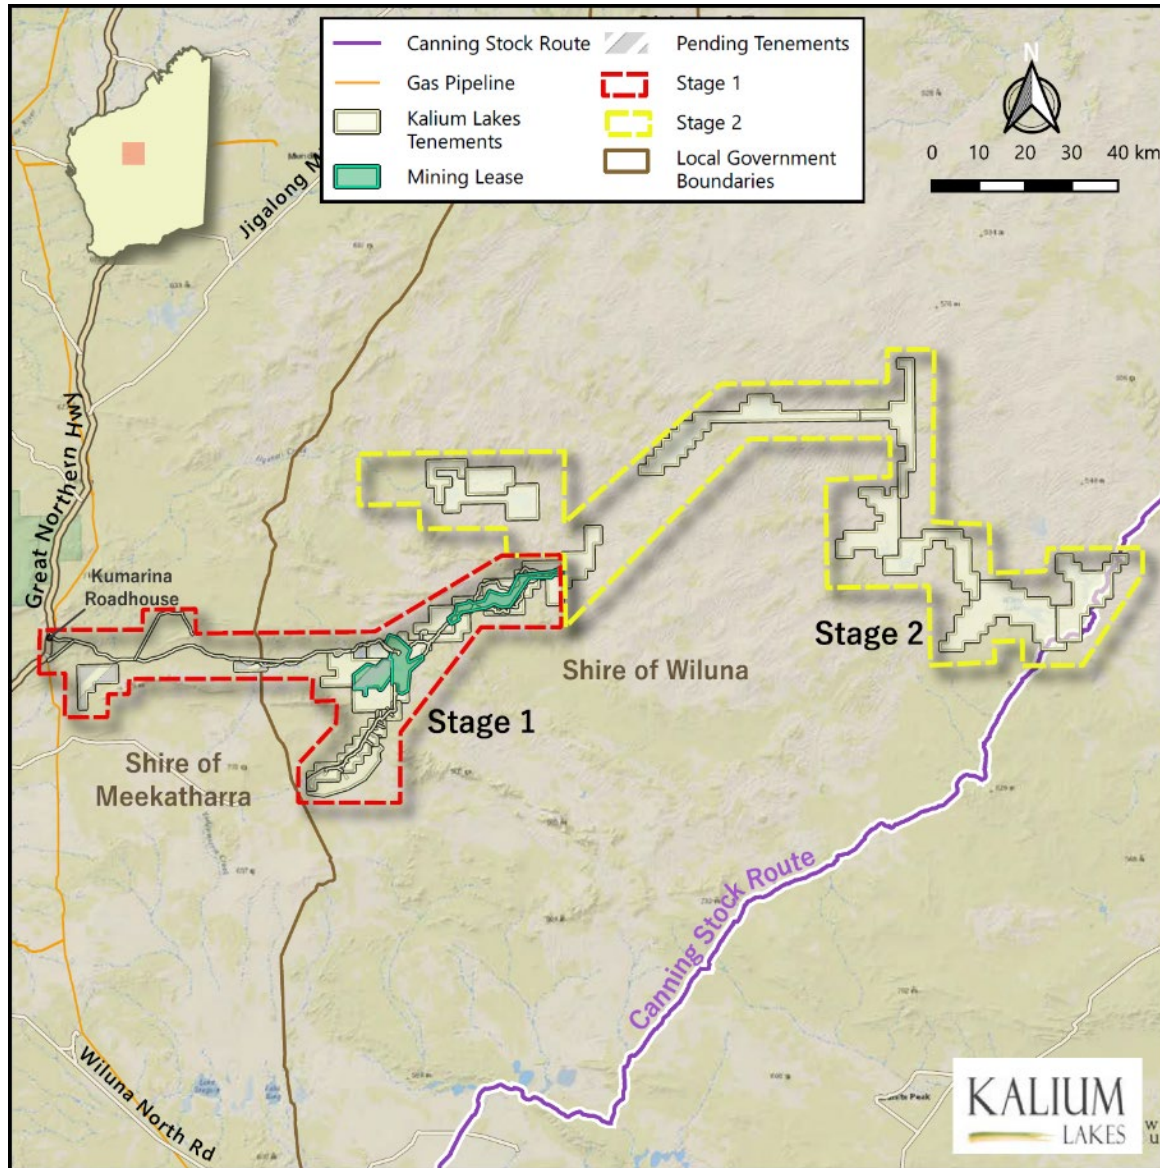 Canning Stock Route
Gas Pipeline
Kalium Lakes
Tenements
Mining Lease
Pending Tenements
Stage 1
Stage 2
Local Government
Boundaries
N
0 10 20 30 40 km
Jigalong
Great Northern Hwy
Kumarina
Roadhouse
Stage 1
Stage 2
Shire of Wiluna
Shire of
Meekatharra
Canning Stock Route
Wiluna North Rd
KALIUM
LAKES